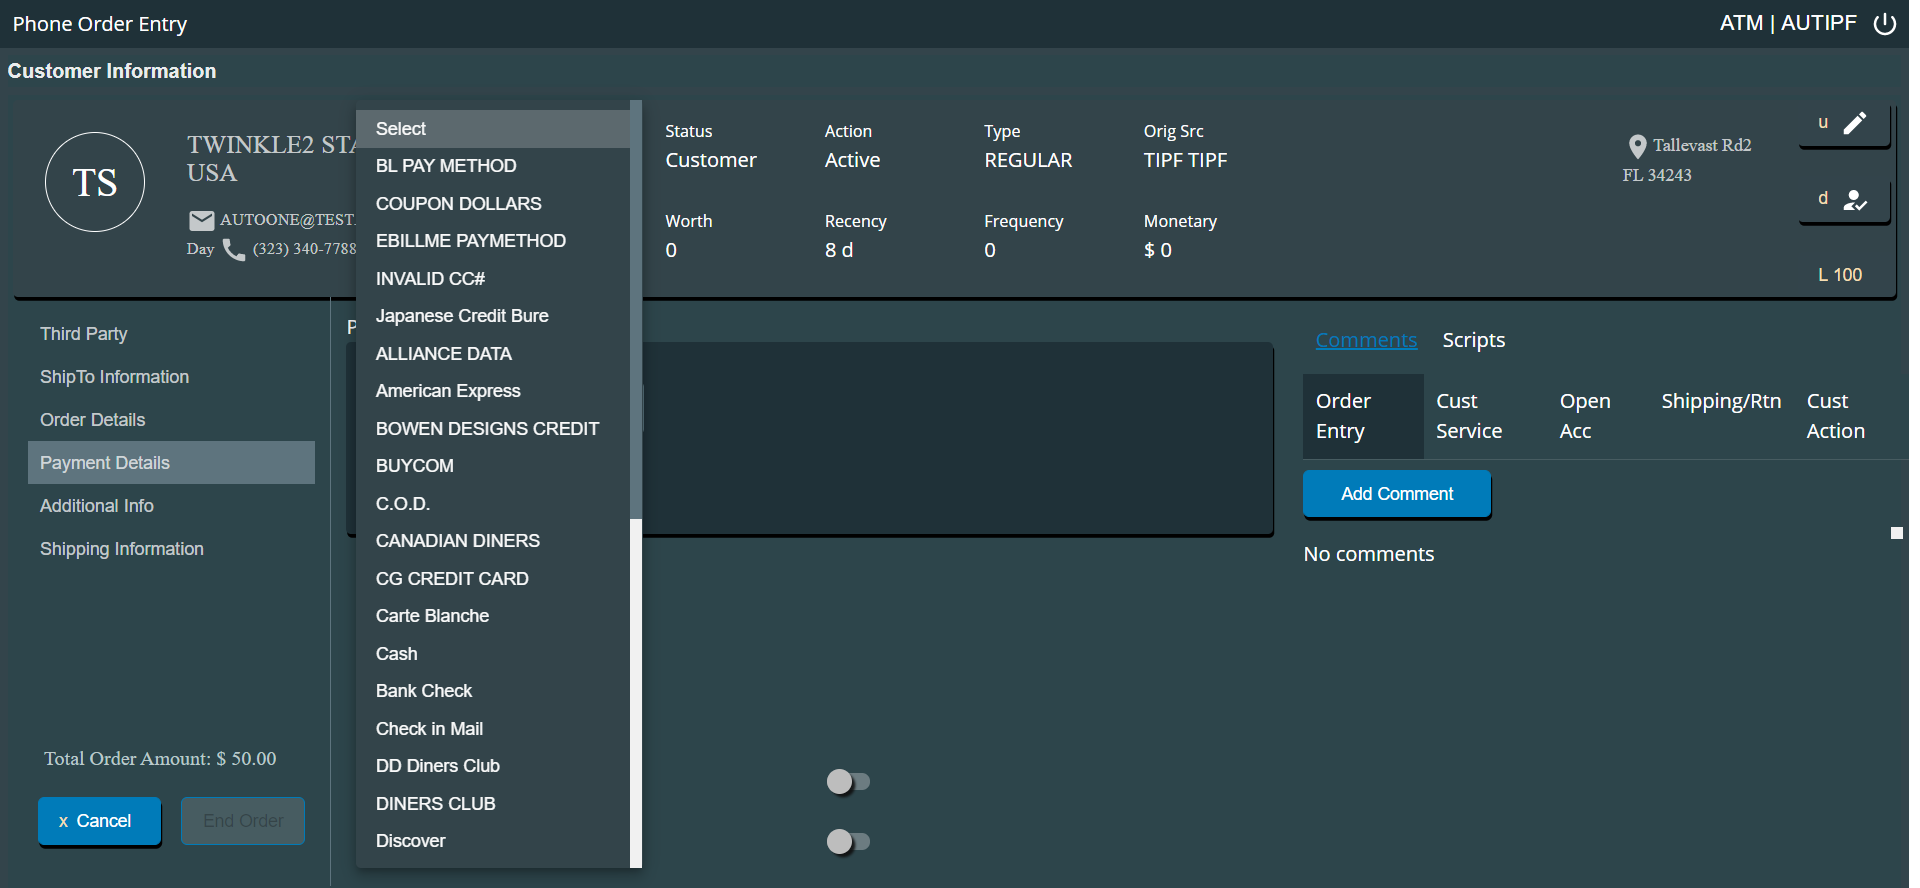 Phone Order Entry
ATM | AUTIPF
Customer Information
TS
TWINKLE2
USA
AUTOONE@TEST.
Day (323) 340-7788
Select
BL PAY METHOD
COUPON DOLLARS
EBILLME PAYMETHOD
INVALID CC#
Japanese Credit Bure
ALLIANCE DATA
American Express
BOWEN DESIGNS CREDIT
BUYCOM
C.O.D.
CANADIAN DINERS
CG CREDIT CARD
Carte Blanche
Cash
Bank Check
Check in Mail
DD Diners Club
DINERS CLUB
Discover
Status
Customer
Action
Active
Type
REGULAR
Orig Src
TIPF TIPF
Worth
0
Recency
8 d
Frequency
0
Monetary
$ 0
Tallevast Rd2
FL 34243
u
d
L 100
Third Party
ShipTo Information
Order Details
Payment Details
Additional Info
Shipping Information
Total Order Amount: $ 50.00
x Cancel
End Order
Comments
Scripts
Order
Entry
Cust
Service
Open
Acc
Shipping/Rtn
Cust
Action
Add Comment
No comments